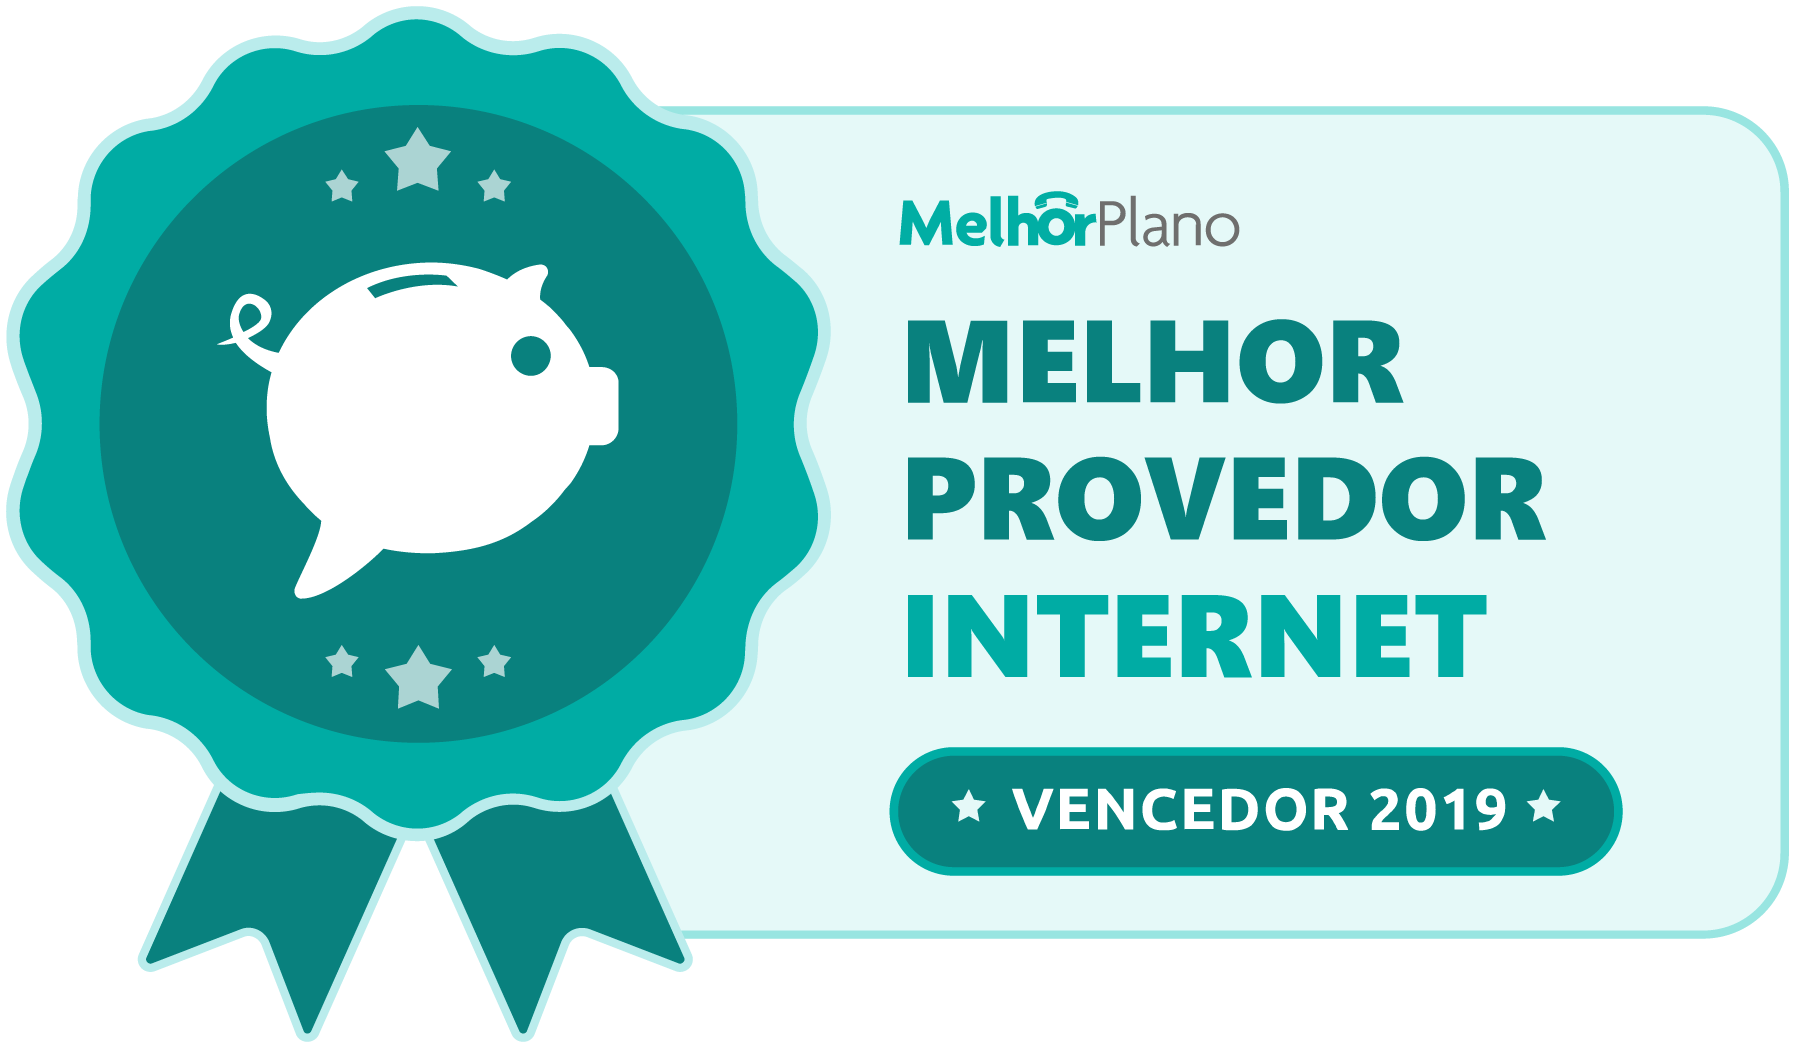 MelhorPlano
MELHOR
PROVEDOR
INTERNET
VENCEDOR 2019